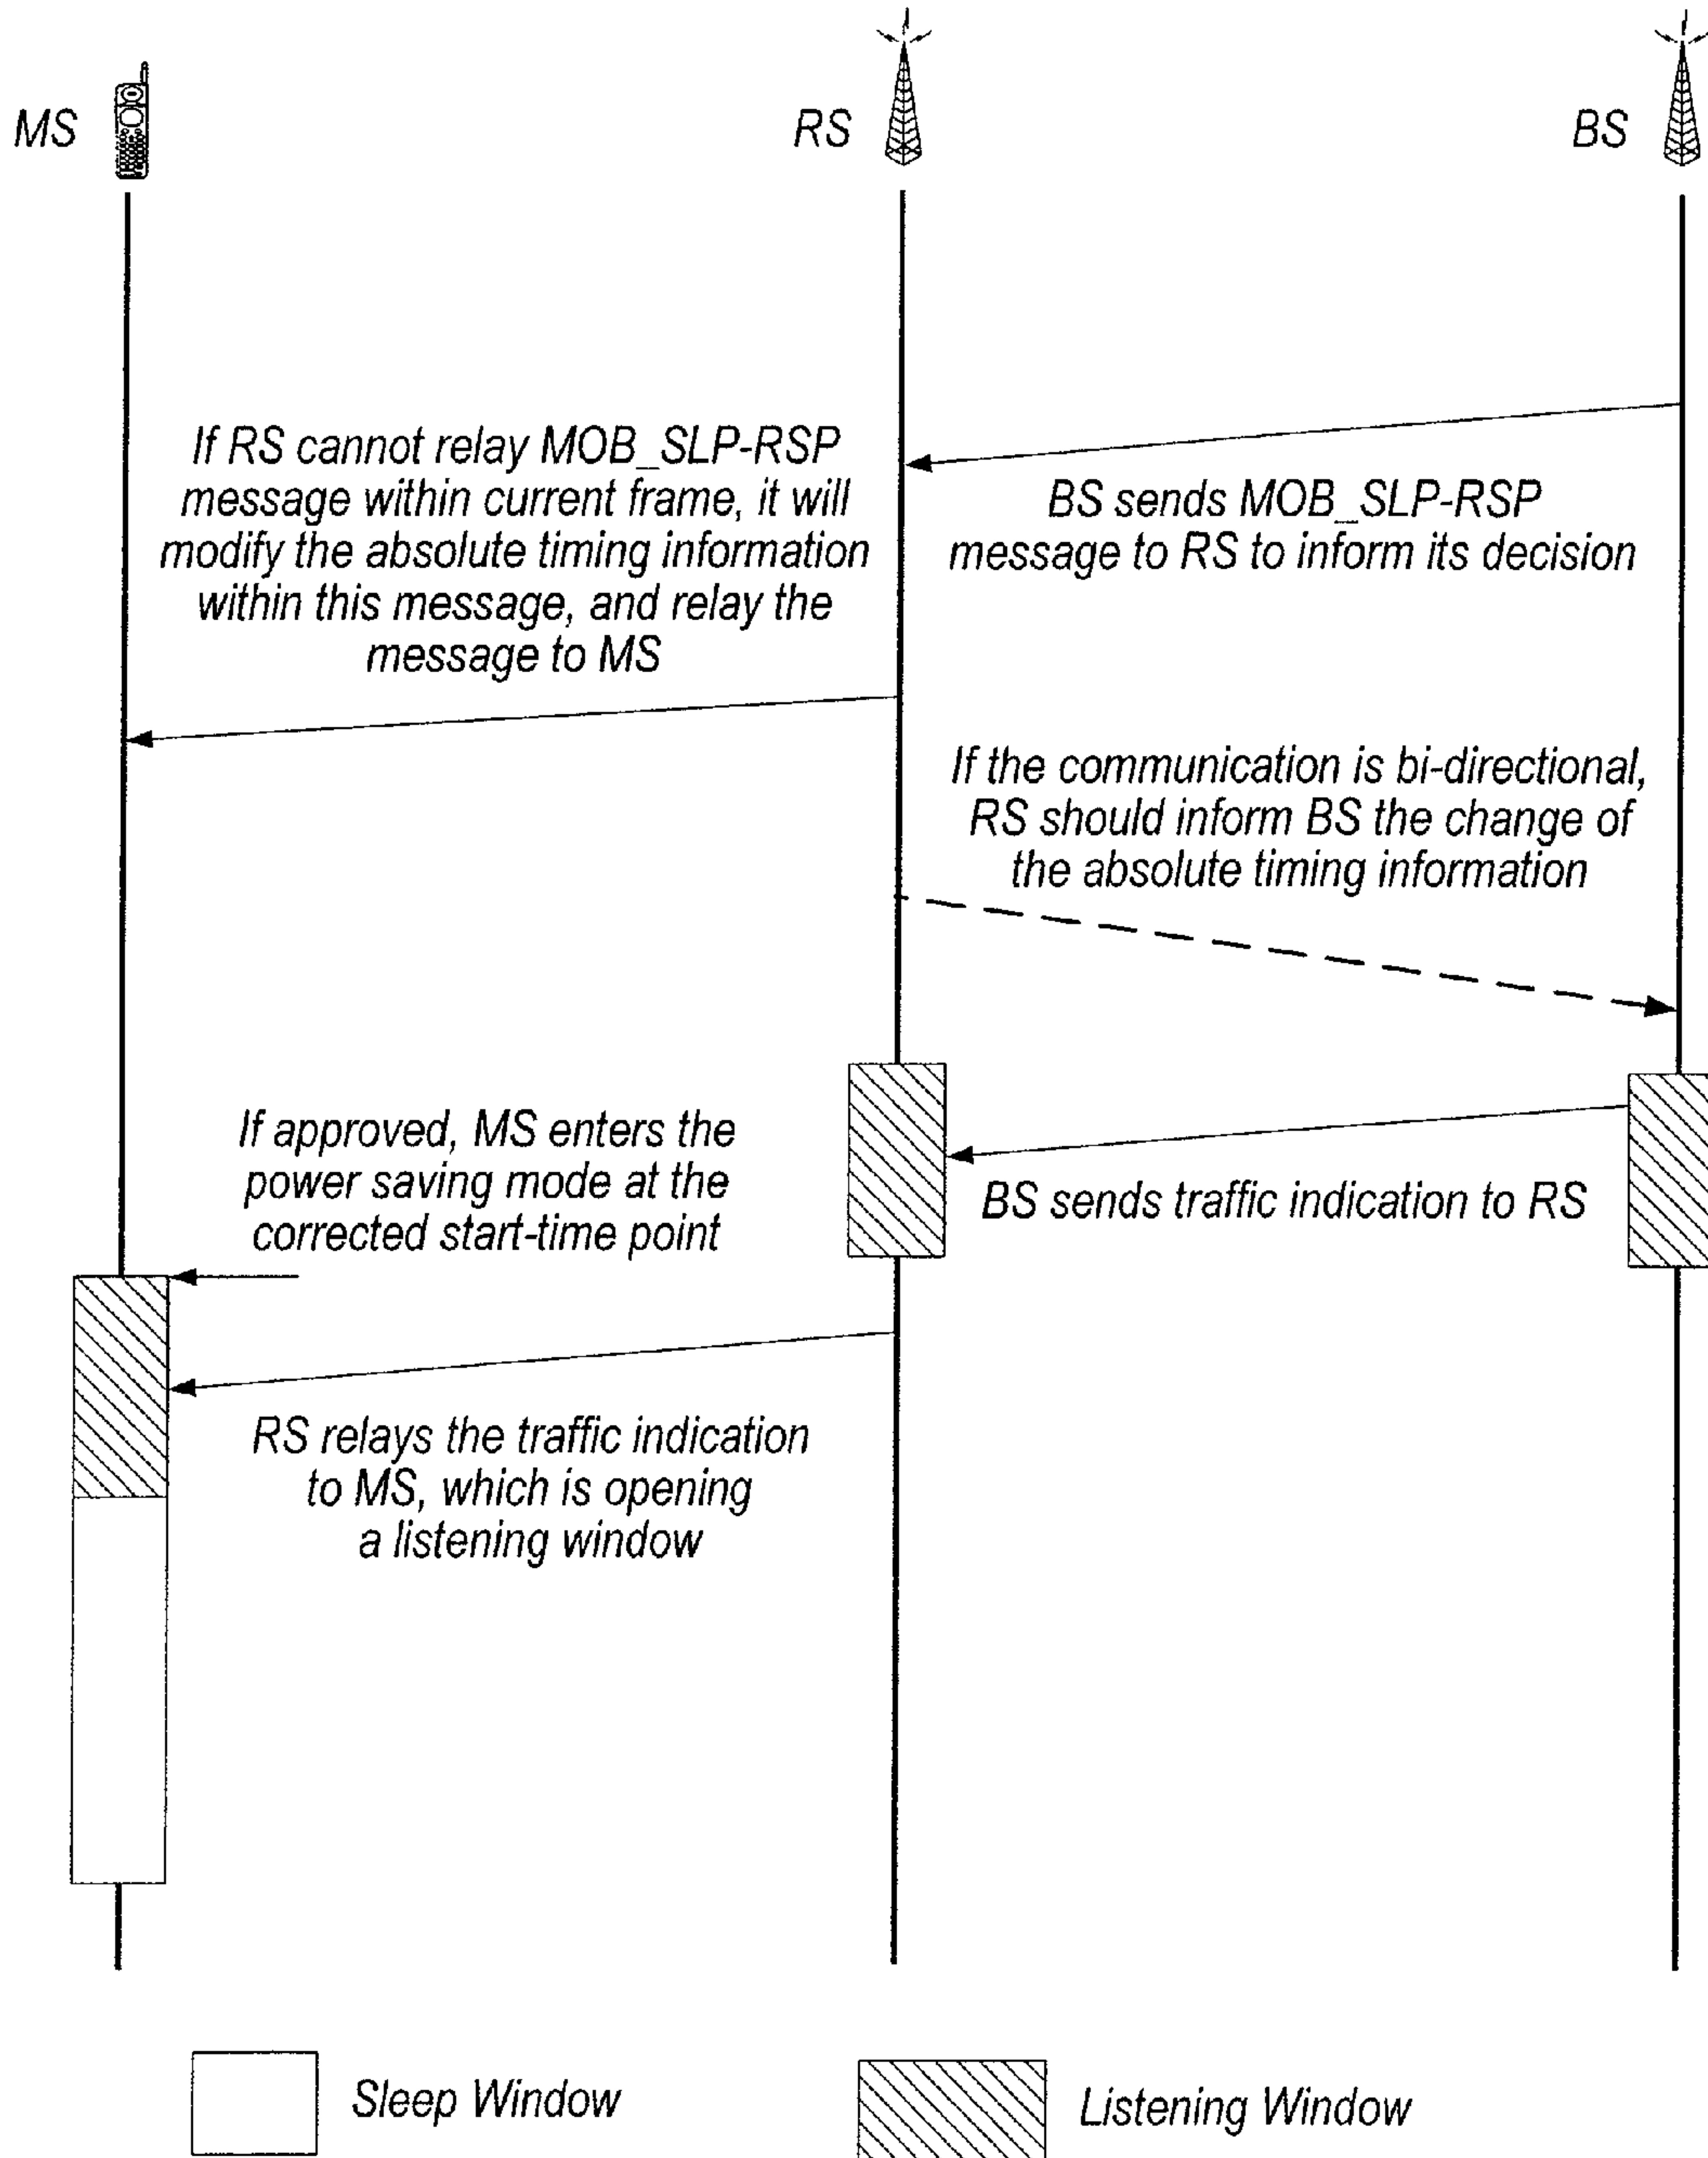 MS
RS
BS
If RS cannot relay MOB_SLP-RSP
message within current frame, it will
modify the absolute timing information
within this message, and relay the
message to MS
BS sends MOB_SLP-RSP
message to RS to inform its decision
If the communication is bi-directional,
RS should inform BS the change of
the absolute timing information
If approved, MS enters the
power saving mode at the
corrected start-time point
BS sends traffic indication to RS
RS relays the traffic indication
to MS, which is opening
a listening window
Sleep Window
Listening Window